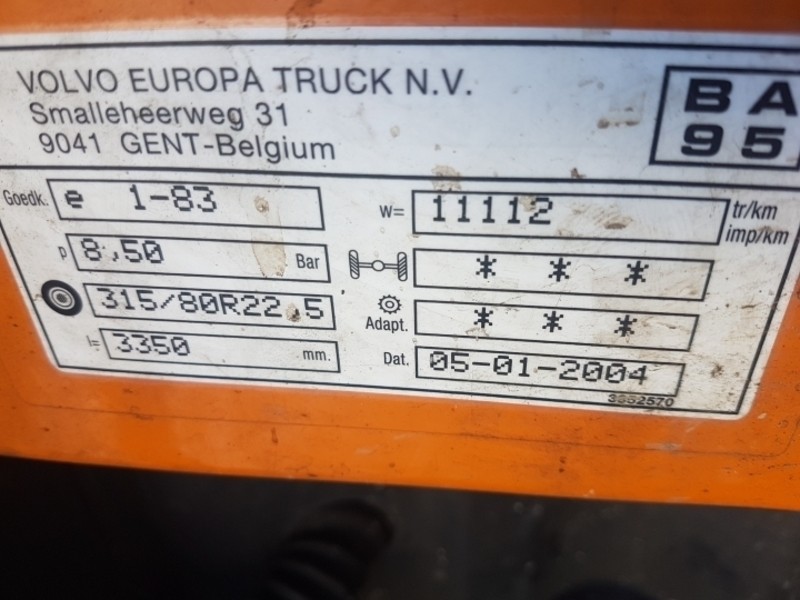 VOLVO EUROPA TRUCK N.V.
Smalleheerweg 31
9041 GENT-Belgium
BA
95
Goedk. e 1-83
w= 11112 tr/km
imp/km
p 8,50 Bar
* * *
315/80R22.5
Adapt. * * *
l= 3350 mm.
Dat. 05-01-2004
3352570